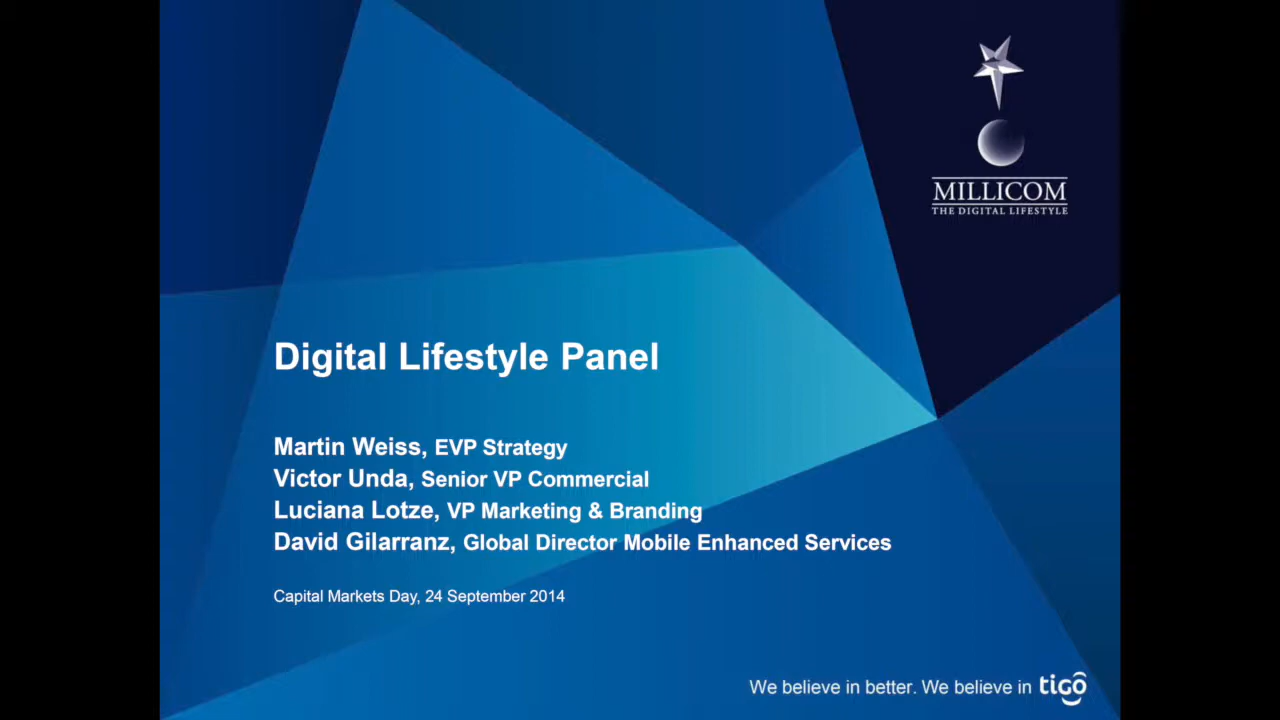 MILLICOM
THE DIGITAL LIFESTYLE
Digital Lifestyle Panel
Martin Weiss, EVP Strategy
Victor Unda, Senior VP Commercial
Luciana Lotze, VP Marketing & Branding
David Gilarranz, Global Director Mobile Enhanced Services
Capital Markets Day, 24 September 2014
We believe in better. We believe in tigo